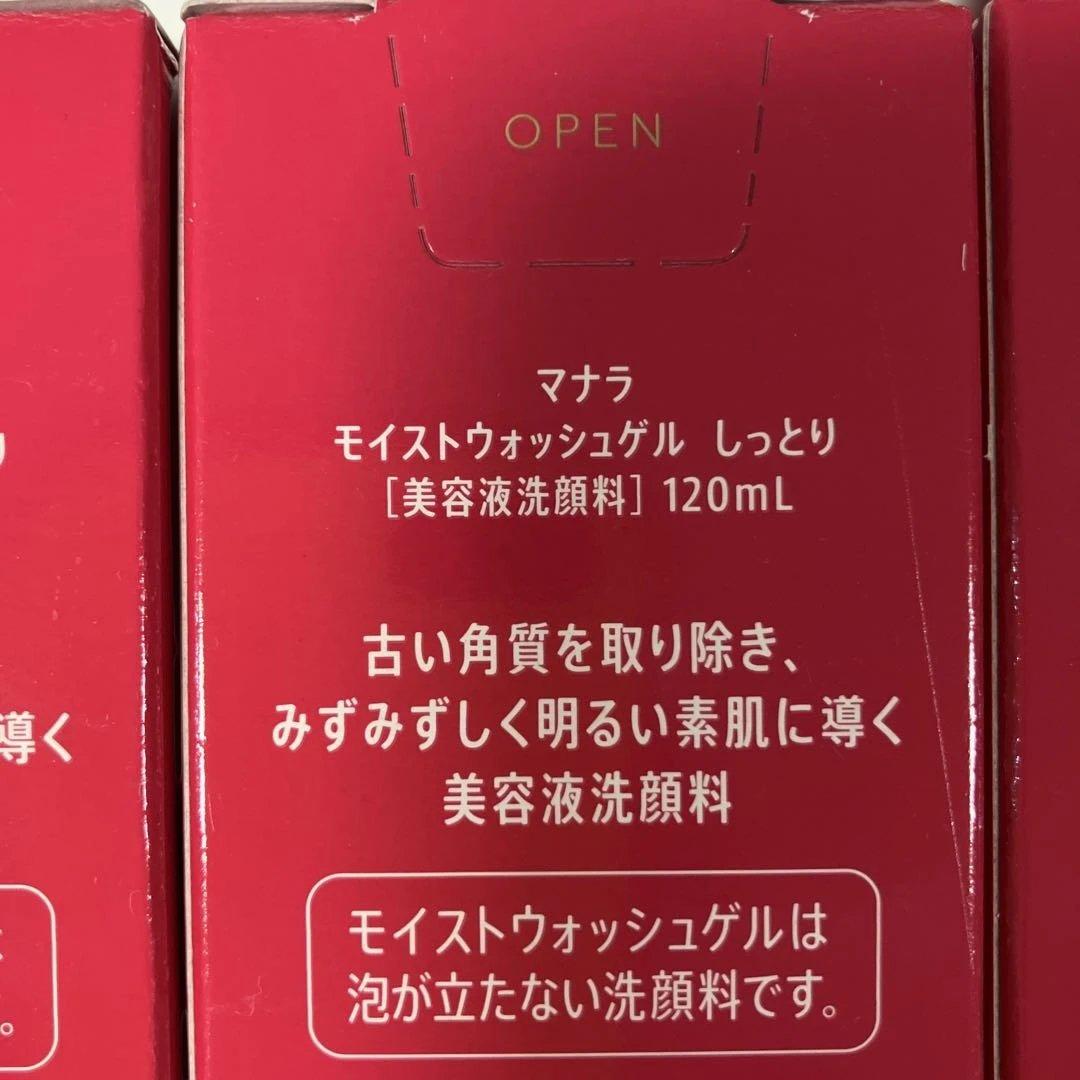 OPEN
マナラ
モイストウォッシュゲル しっとり
[美容液洗顔料] 120mL
古い角質を取り除き、
みずみずしく明るい素肌に導く
美容液洗顔料
モイストウォッシュゲルは
泡が立たない洗顔料です。
り
導く
。